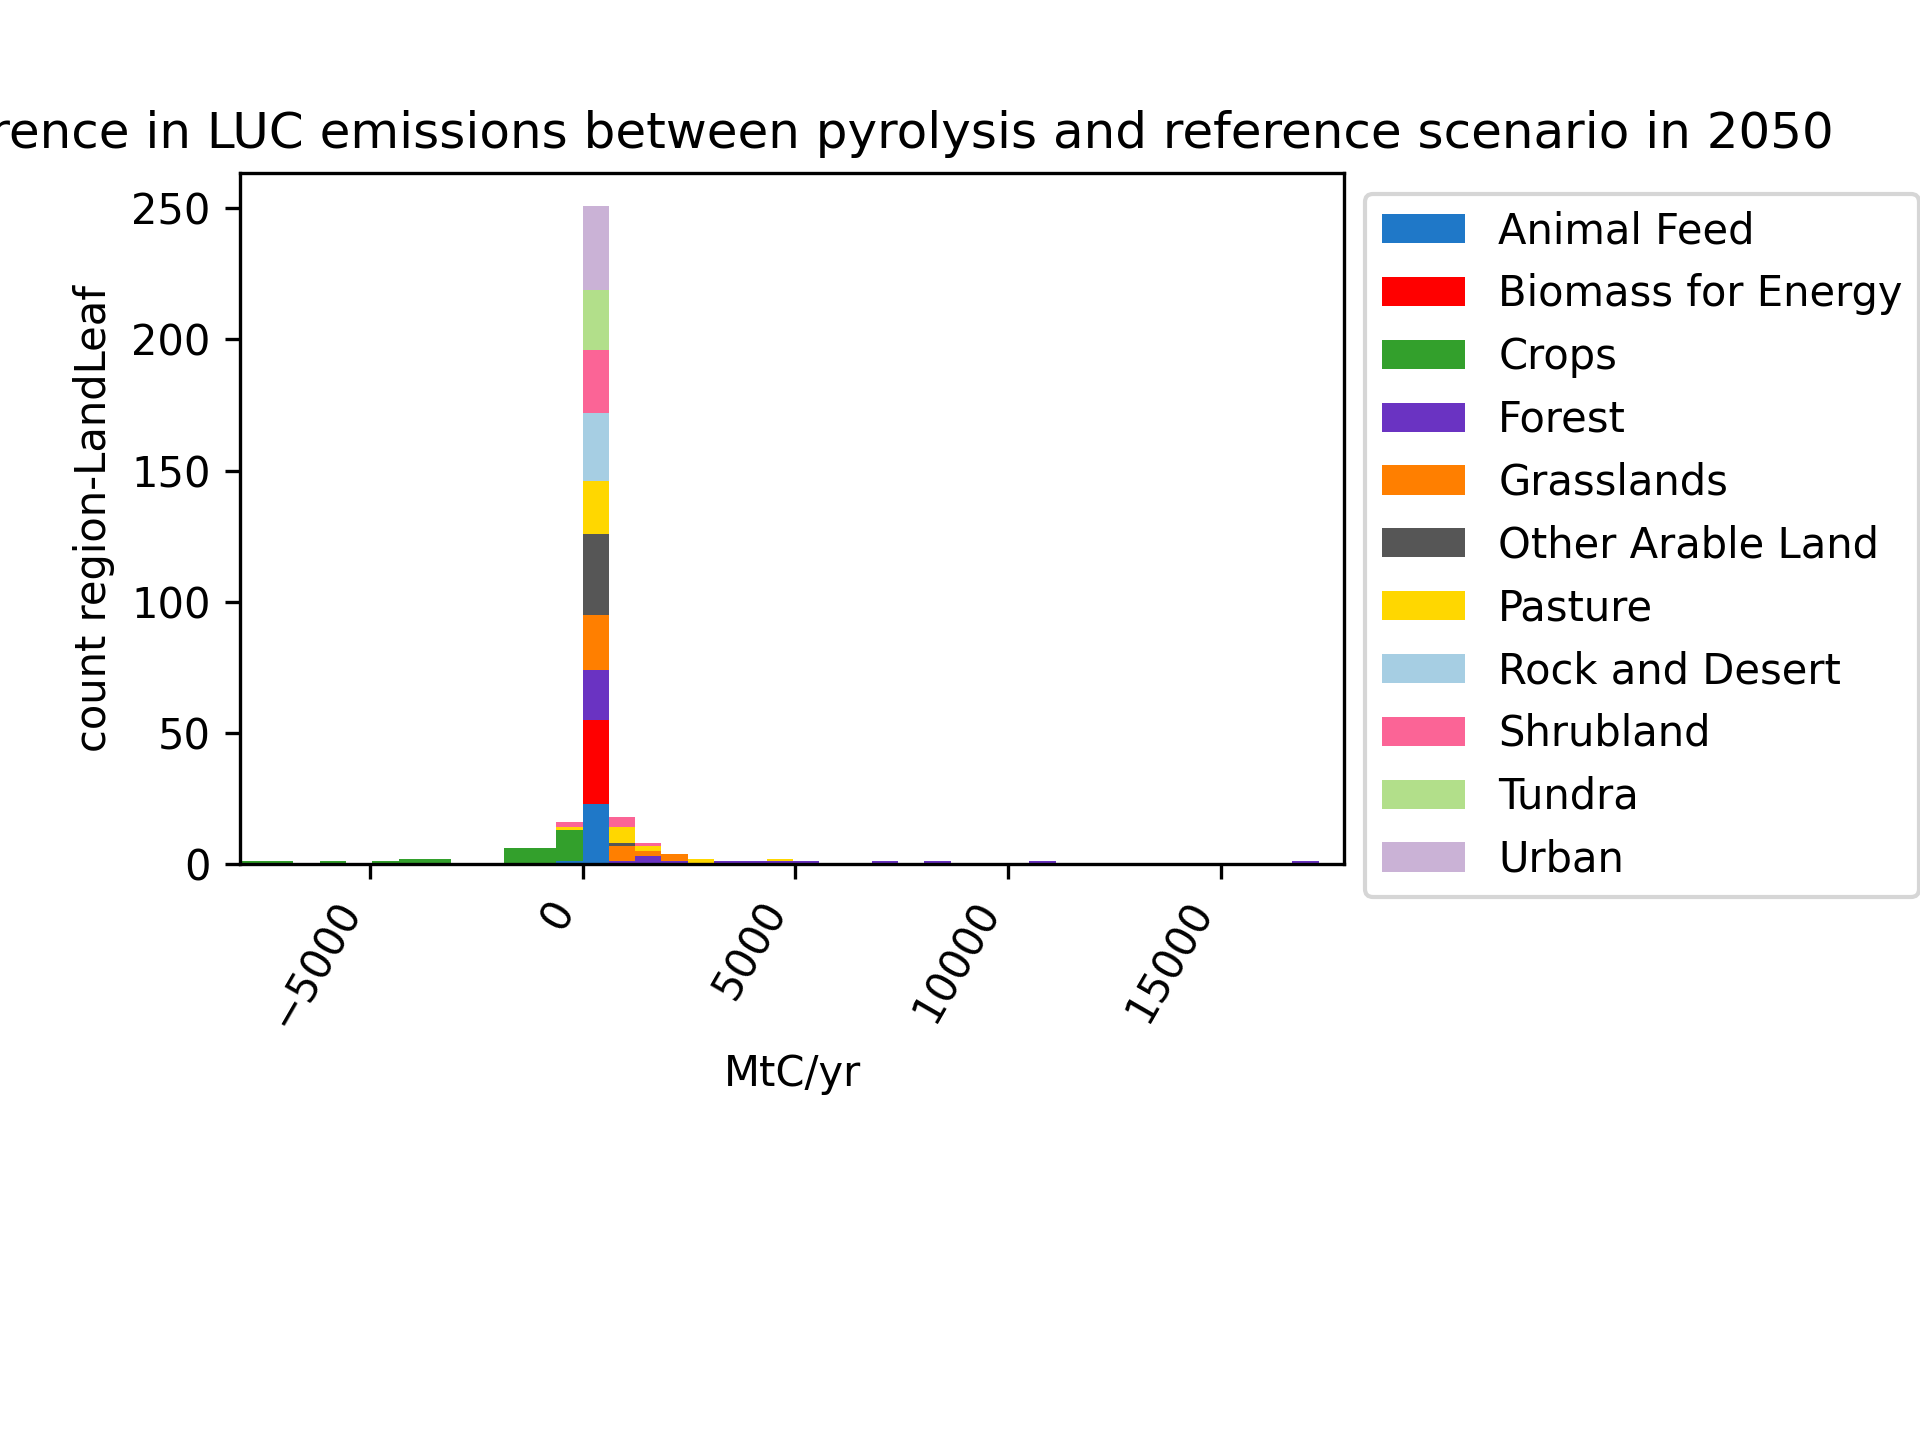 rence in LUC emissions between pyrolysis and reference scenario in 2050
count region-LandLeaf
250
200
150
100
50
0
−5000
0
5000
10000
15000
MtC/yr
Animal Feed
Biomass for Energy
Crops
Forest
Grasslands
Other Arable Land
Pasture
Rock and Desert
Shrubland
Tundra
Urban